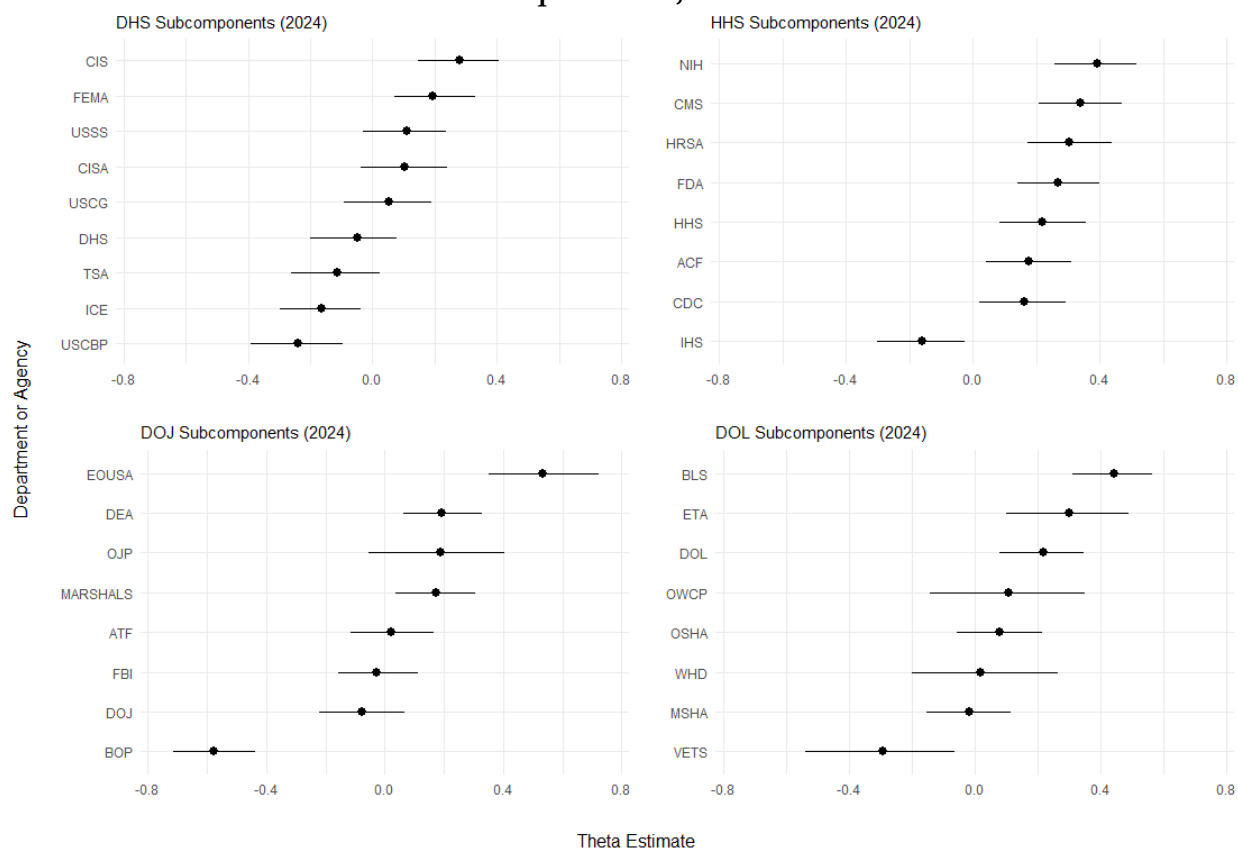 DHS Subcomponents (2024)
CIS
FEMA
USSS
CISA
USCG
DHS
TSA
ICE
USCBP
-0.8 -0.4 0.0 0.4 0.8
HHS Subcomponents (2024)
NIH
CMS
HRSA
FDA
HHS
ACF
CDC
IHS
-0.8 -0.4 0.0 0.4 0.8
Department or Agency
DOJ Subcomponents (2024)
EOUSA
DEA
OJP
MARSHALS
ATF
FBI
DOJ
BOP
-0.8 -0.4 0.0 0.4 0.8
DOL Subcomponents (2024)
BLS
ETA
DOL
OWCP
OSHA
WHD
MSHA
VETS
-0.8 -0.4 0.0 0.4 0.8
Theta Estimate